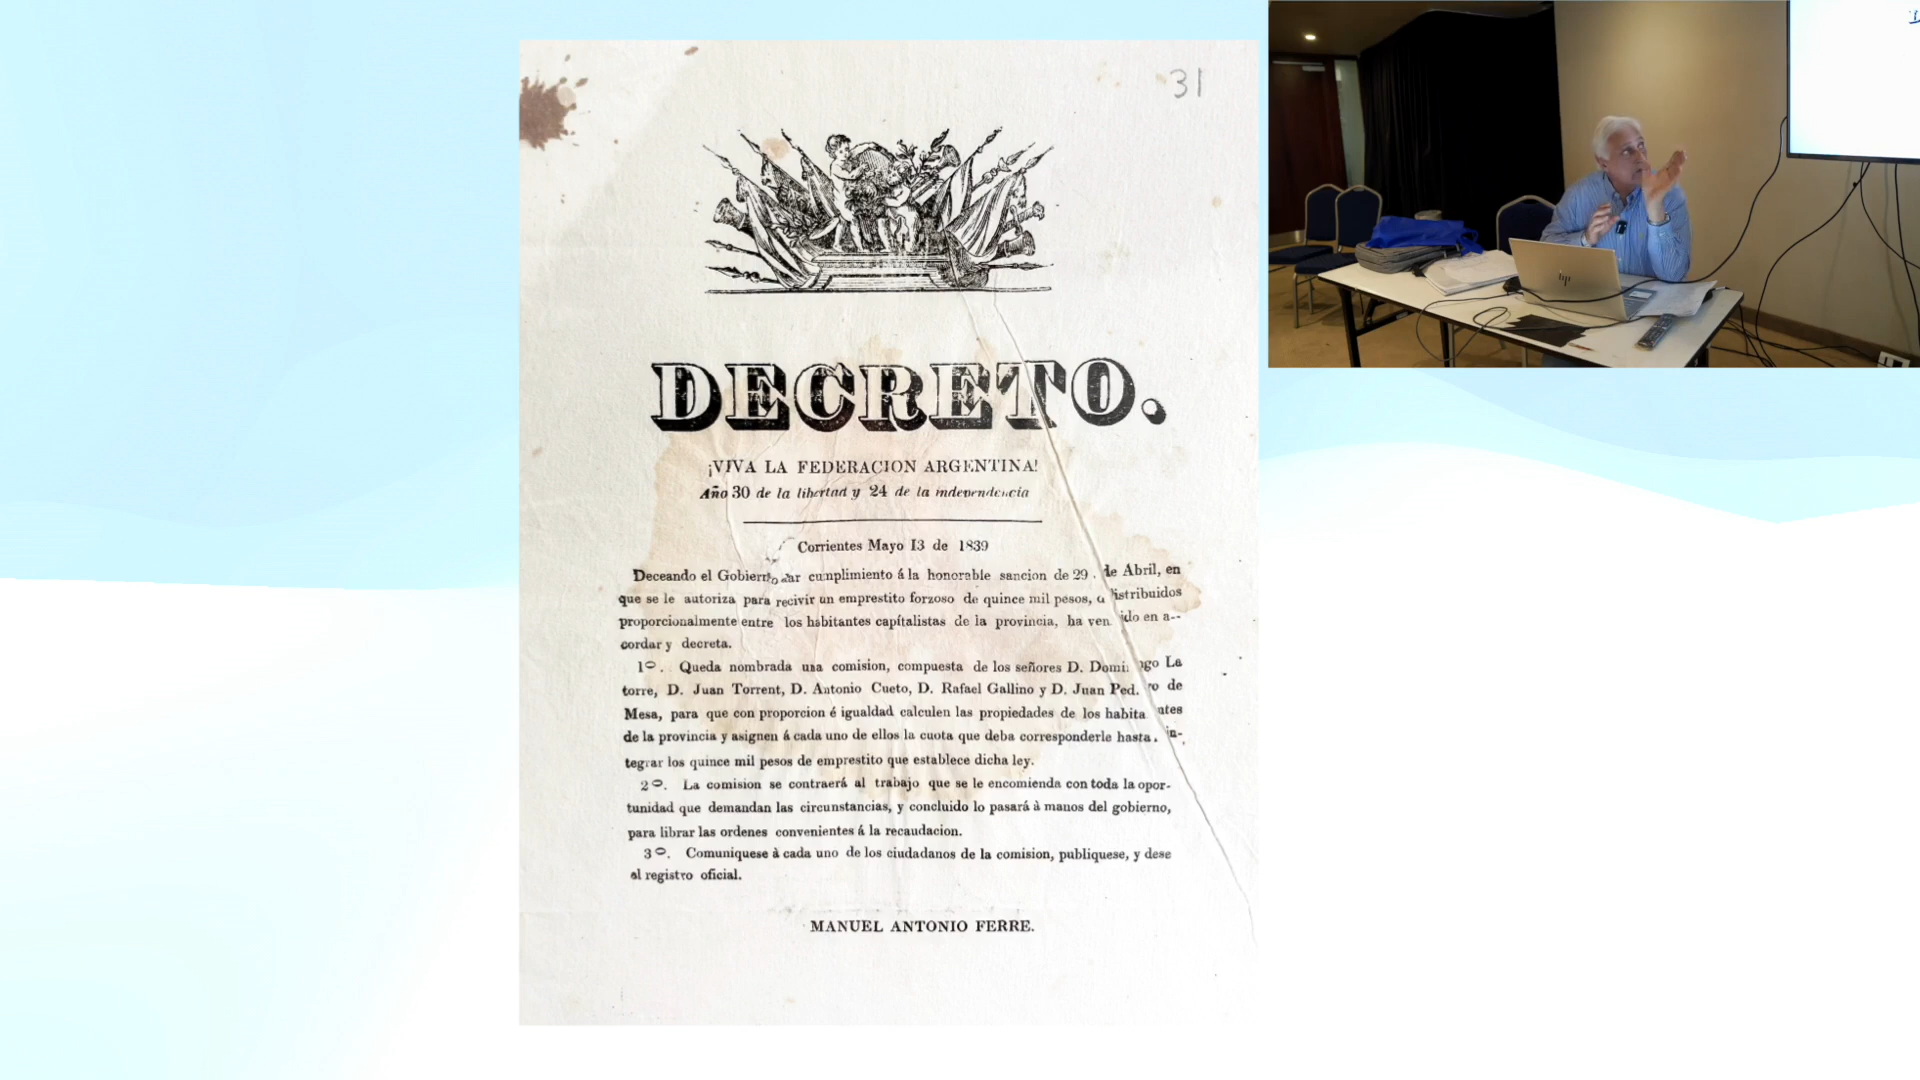 31
DECRETO.
¡VIVA LA FEDERACION ARGENTINA!
Año 30 de la libertad y 24 de la independencia
Corrientes Mayo 13 de 1839
Deceando el Gobierno dar cumplimiento á la honorable sancion de 29 de Abril, en
que se le autoriza para recivir un emprestito forzoso de quince mil pesos, distribuidos
proporcionalmente entre los habitantes capitalistas de la provincia, ha venido en a--
cordar y decreta.
1º. Queda nombrada una comision, compuesta de los señores D. Domingo La
torre, D. Juan Torrent, D. Antonio Cueto, D. Rafael Gallino y D. Juan Pedro de
Mesa, para que con proporcion é igualdad calculen las propiedades de los habitantes
de la provincia y asignen á cada uno de ellos la cuota que deba corresponderle hasta in-
tegrar los quince mil pesos de emprestito que establece dicha ley.
2º. La comision se contraerá al trabajo que se le encomienda con toda la opor-
tunidad que demandan las circunstancias, y concluido lo pasará à manos del gobierno,
para librar las ordenes convenientes á la recaudacion.
3º. Comuniquese à cada uno de los ciudadanos de la comision, publiquese, y dese
al registro oficial.
MANUEL ANTONIO FERRE.
hp